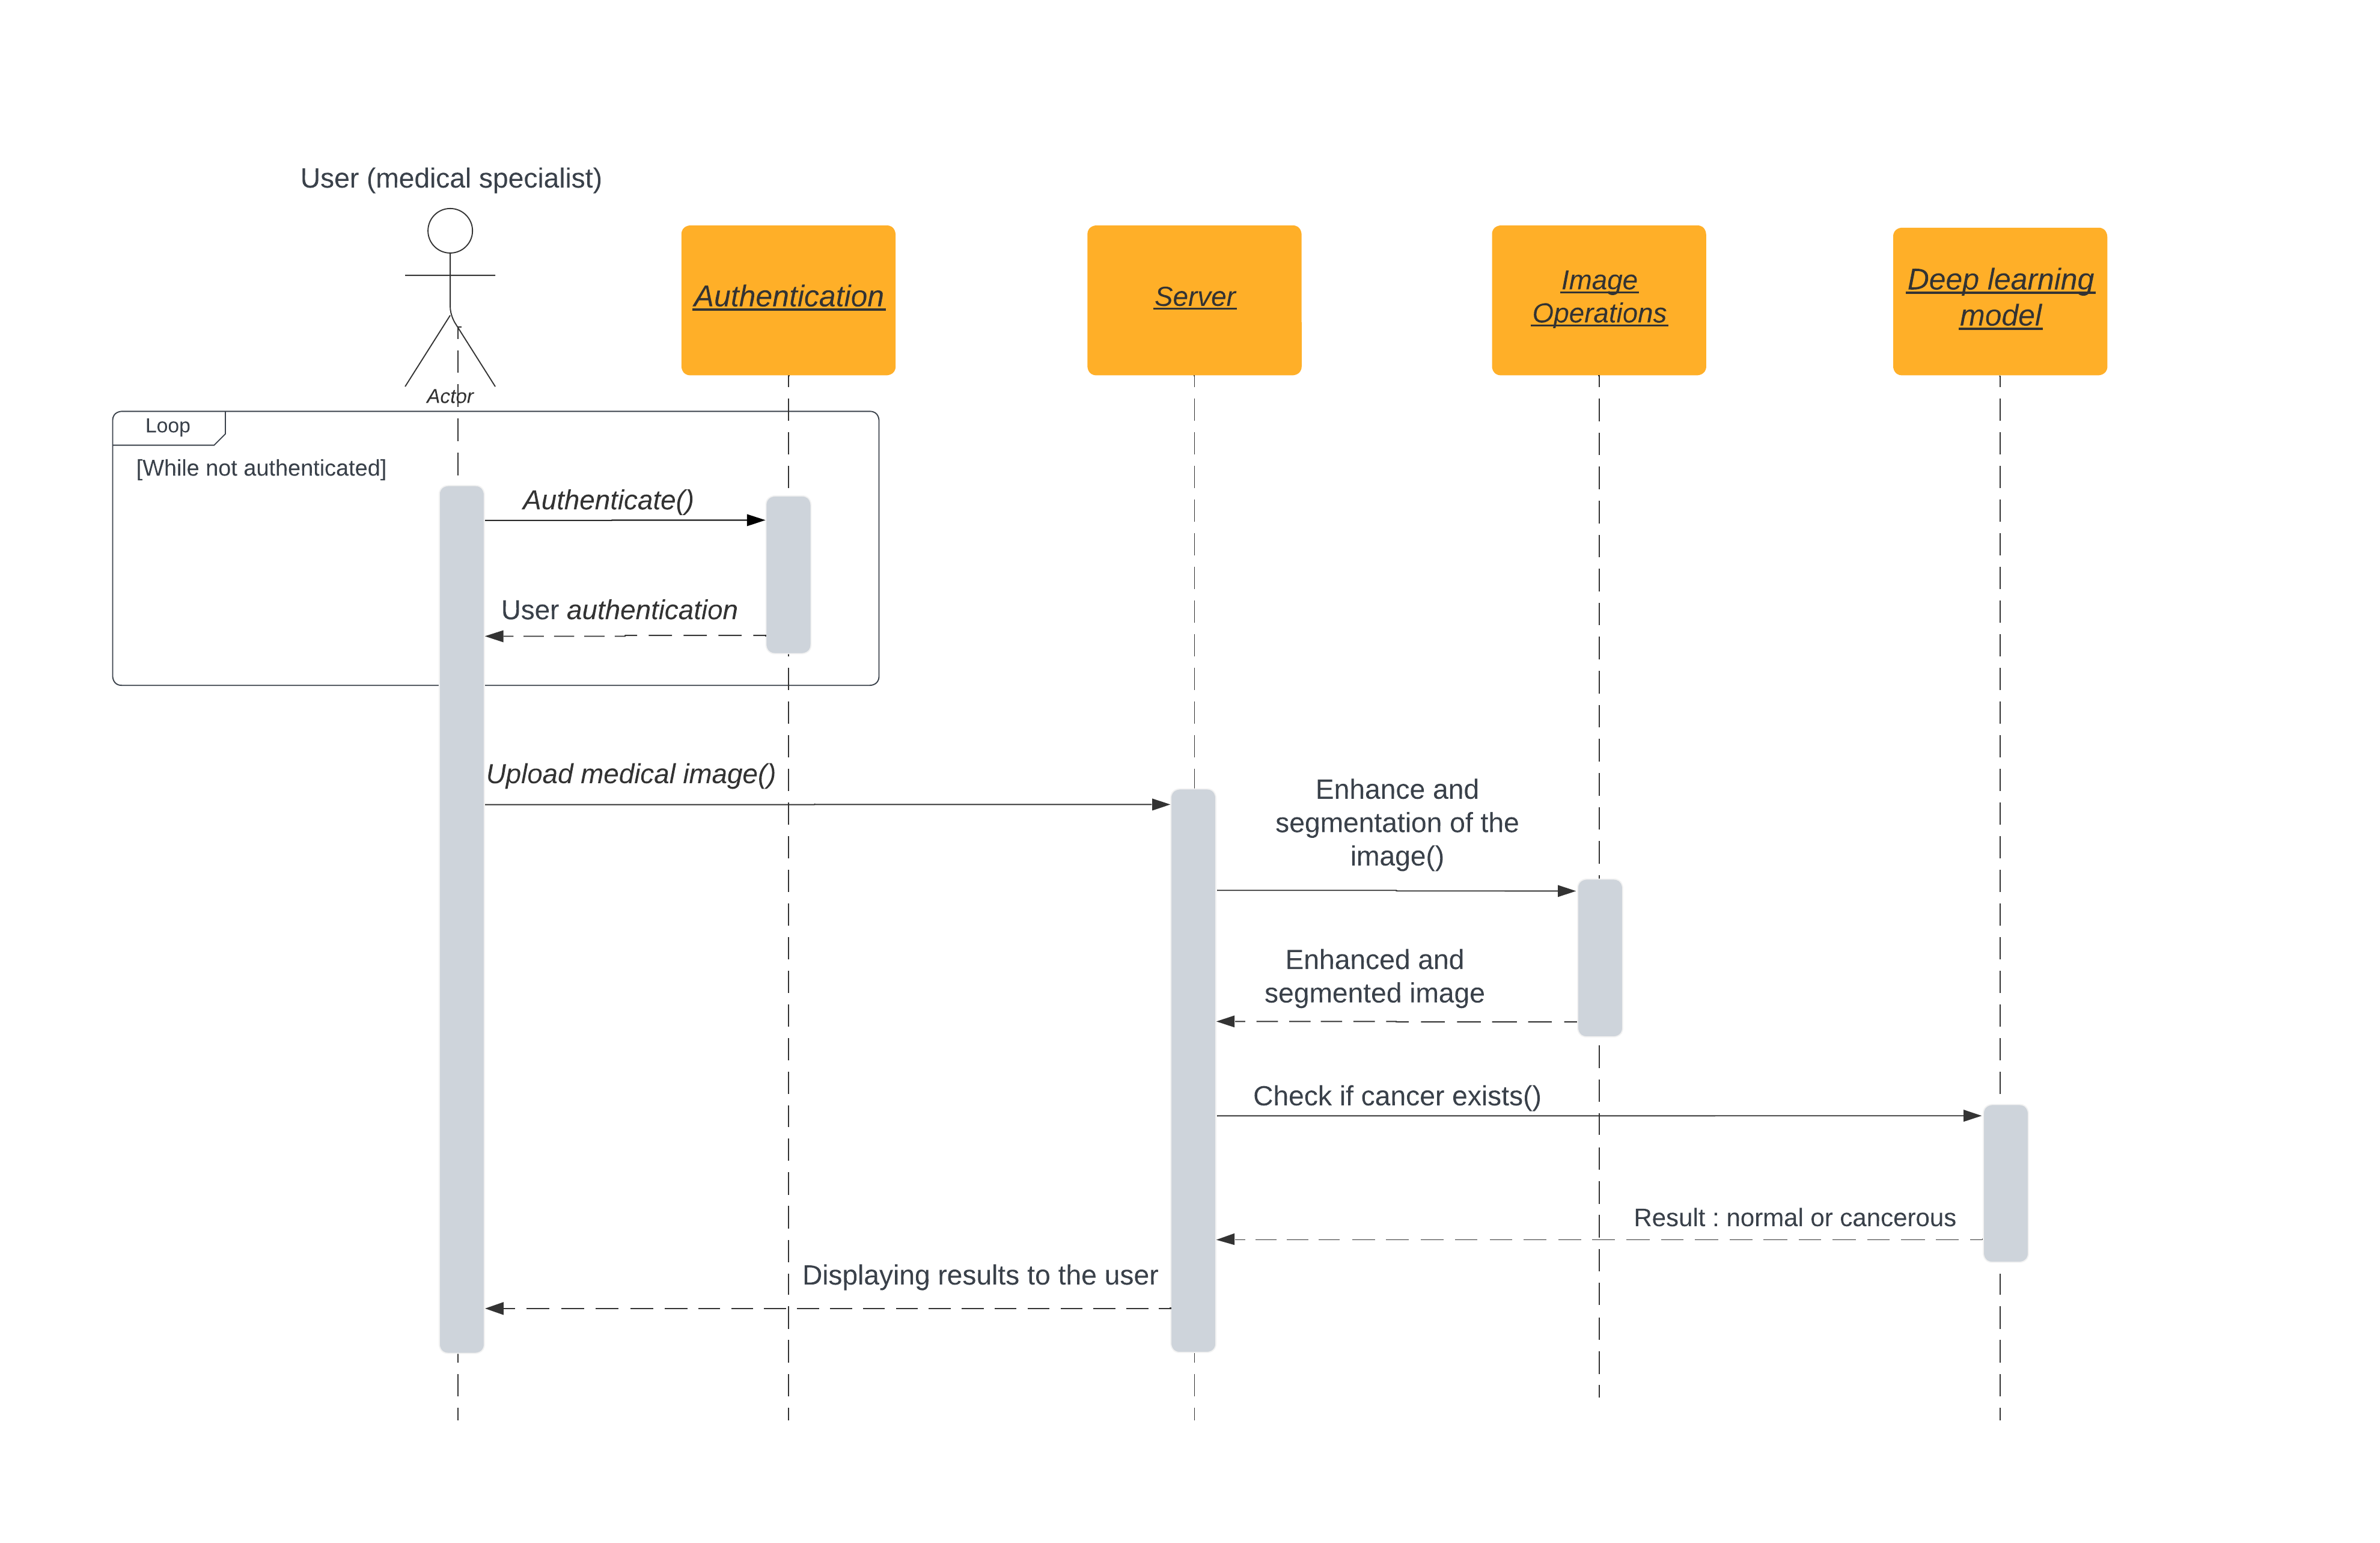 User (medical specialist)
Authentication
Server
Image
Operations
Deep learning
model
Actor
Loop
[While not authenticated]
Authenticate()
User authentication
Upload medical image()
Enhance and
segmentation of the
image()
Enhanced and
segmented image
Check if cancer exists()
Result : normal or cancerous
Displaying results to the user